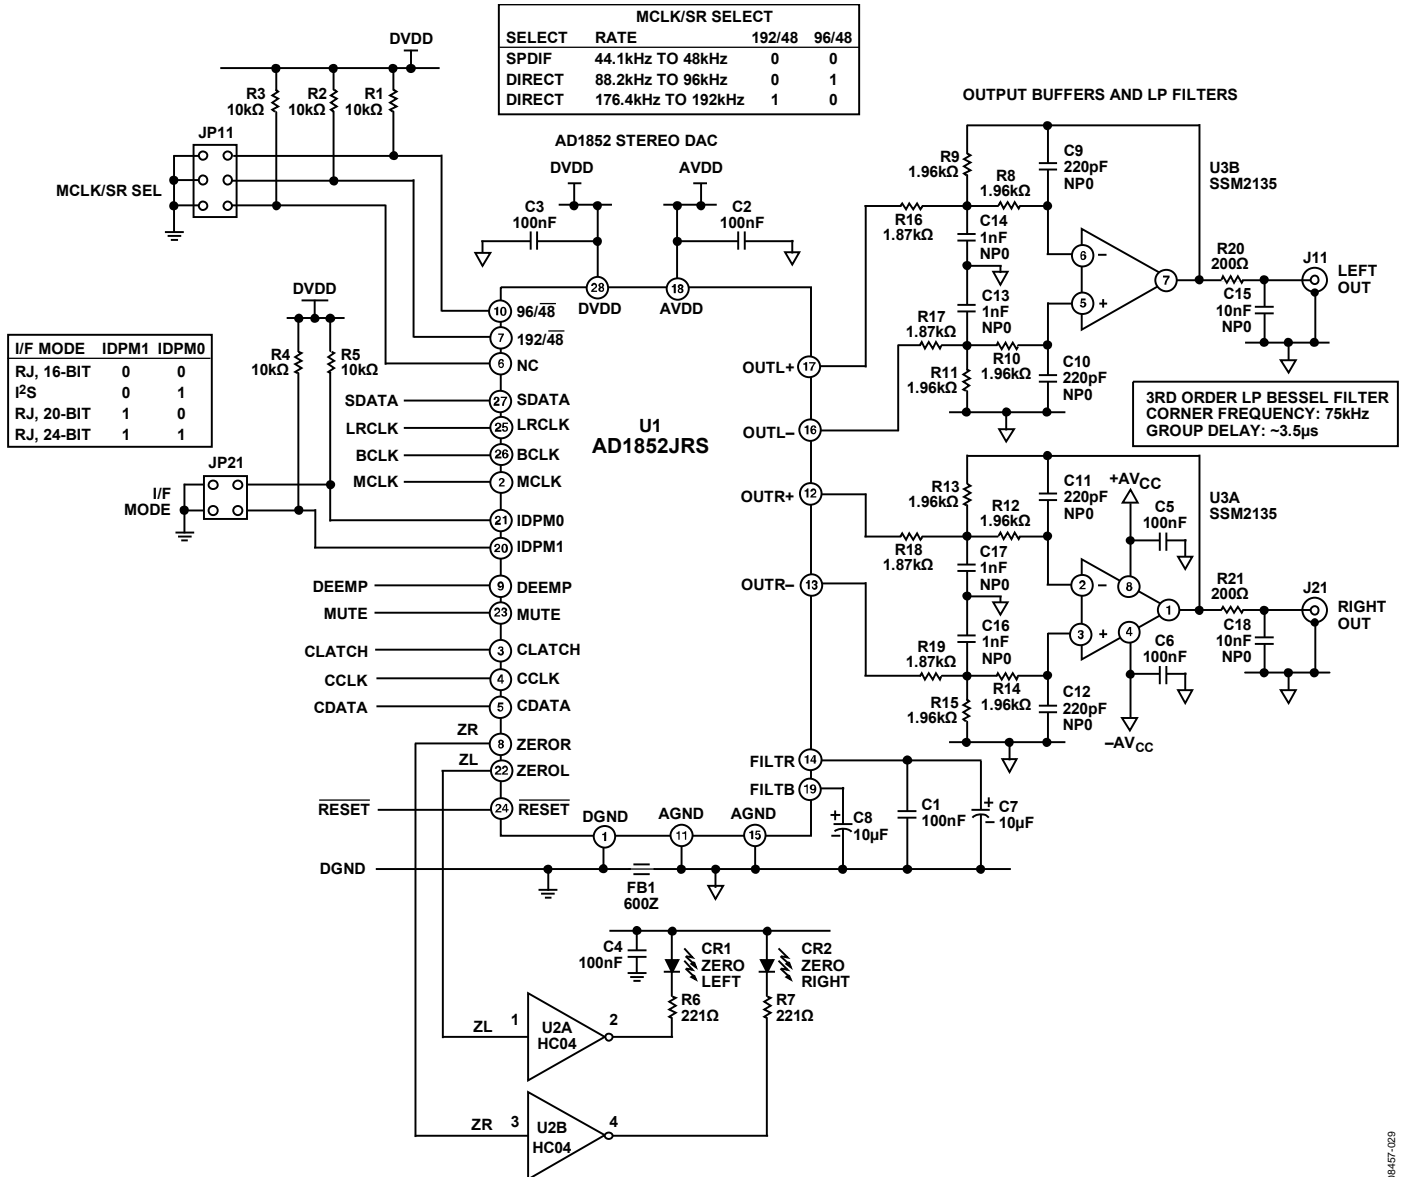 MCLK/SR SELECT
SELECT RATE 192/48 96/48
SPDIF 44.1kHz TO 48kHz 0 0
DIRECT 88.2kHz TO 96kHz 0 1
DIRECT 176.4kHz TO 192kHz 1 0
DVDD
R3
10kΩ
R2
10kΩ
R1
10kΩ
JP11
MCLK/SR SEL
AD1852 STEREO DAC
DVDD
AVDD
C3
100nF
C2
100nF
28
DVDD
18
AVDD
OUTPUT BUFFERS AND LP FILTERS
R9
1.96kΩ
R8
1.96kΩ
C9
220pF
NP0
U3B
SSM2135
R16
1.87kΩ
C14
1nF
NP0
6 −
5 +
7
R20
200Ω
J11
LEFT
OUT
C15
10nF
NP0
C13
1nF
NP0
R17
1.87kΩ
R10
1.96kΩ
R11
1.96kΩ
C10
220pF
NP0
3RD ORDER LP BESSEL FILTER
CORNER FREQUENCY: 75kHz
GROUP DELAY: ~3.5µs
DVDD
R4
10kΩ
R5
10kΩ
I/F MODE IDPM1 IDPM0
RJ, 16-BIT 0 0
I²S 0 1
RJ, 20-BIT 1 0
RJ, 24-BIT 1 1
JP21
I/F
MODE
10 96/4̅8̅
7 192/4̅8̅
6 NC
SDATA 27 SDATA
LRCLK 25 LRCLK
BCLK 26 BCLK
MCLK 2 MCLK
21 IDPM0
20 IDPM1
DEEMP 9 DEEMP
MUTE 23 MUTE
CLATCH 3 CLATCH
CCLK 4 CCLK
CDATA 5 CDATA
ZR 8 ZEROR
ZL 22 ZEROL
R̅E̅S̅E̅T̅ 24 R̅E̅S̅E̅T̅
U1
AD1852JRS
OUTL+ 17
OUTL− 16
OUTR+ 12
OUTR− 13
FILTR 14
FILTB 19
R13
1.96kΩ
R12
1.96kΩ
C11
220pF
NP0
+AVCC
C5
100nF
U3A
SSM2135
R18
1.87kΩ
C17
1nF
NP0
2 −
3 +
8
4
1
R21
200Ω
J21
RIGHT
OUT
C18
10nF
NP0
C16
1nF
NP0
R19
1.87kΩ
R14
1.96kΩ
R15
1.96kΩ
C12
220pF
NP0
C6
100nF
−AVCC
DGND
1
AGND
11
AGND
15
+
−
C8
10µF
C1
100nF
+
−
C7
10µF
DGND
FB1
600Z
C4
100nF
CR1
ZERO
LEFT
CR2
ZERO
RIGHT
R6
221Ω
R7
221Ω
ZL 1 U2A
HC04
2
ZR 3 U2B
HC04
4
08457-029